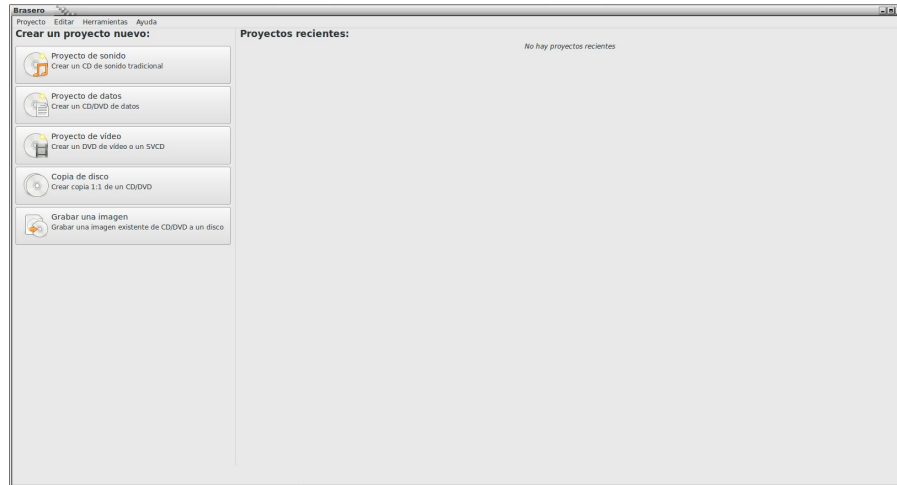 Brasero
Proyecto Editar Herramientas Ayuda
Crear un proyecto nuevo:
Proyecto de sonido
Crear un CD de sonido tradicional
Proyecto de datos
Crear un CD/DVD de datos
Proyecto de vídeo
Crear un DVD de vídeo o un SVCD
Copia de disco
Crear copia 1:1 de un CD/DVD
Grabar una imagen
Grabar una imagen existente de CD/DVD a un disco
Proyectos recientes:
No hay proyectos recientes